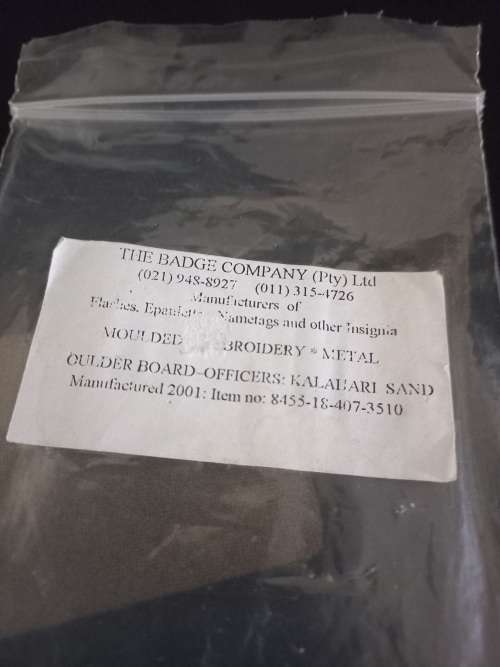 THE BADGE COMPANY (Pty) Ltd
(021) 948-8927 (011) 315-4726
Manufacturers of
Flashes, Nametags and other Insignia
MOULDED BROIDERY * METAL
OULDER BOARD-OFFICERS: KALAHARI SAND
Manufactured 2001: Item no: 8455-18-407-3510